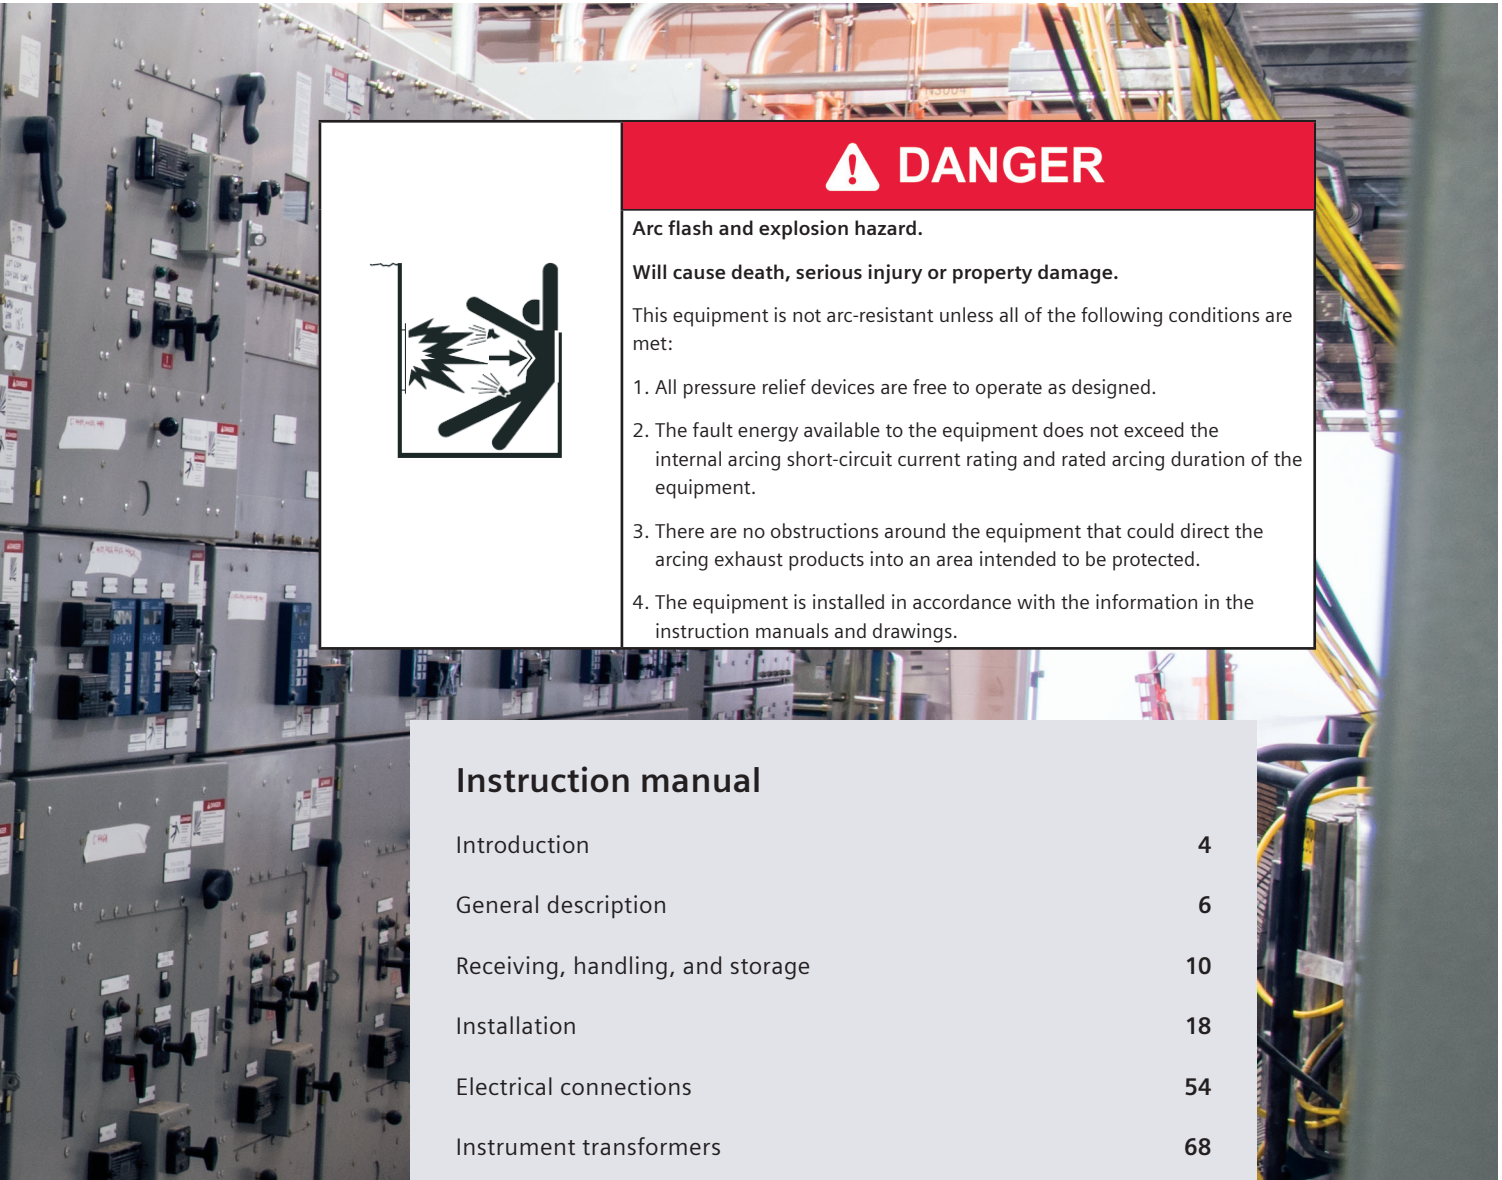 DANGER
Arc flash and explosion hazard.
Will cause death, serious injury or property damage.
This equipment is not arc-resistant unless all of the following conditions are
met:
1. All pressure relief devices are free to operate as designed.
2. The fault energy available to the equipment does not exceed the
internal arcing short-circuit current rating and rated arcing duration of the
equipment.
3. There are no obstructions around the equipment that could direct the
arcing exhaust products into an area intended to be protected.
4. The equipment is installed in accordance with the information in the
instruction manuals and drawings.
Instruction manual
Introduction 4
General description 6
Receiving, handling, and storage 10
Installation 18
Electrical connections 54
Instrument transformers 68